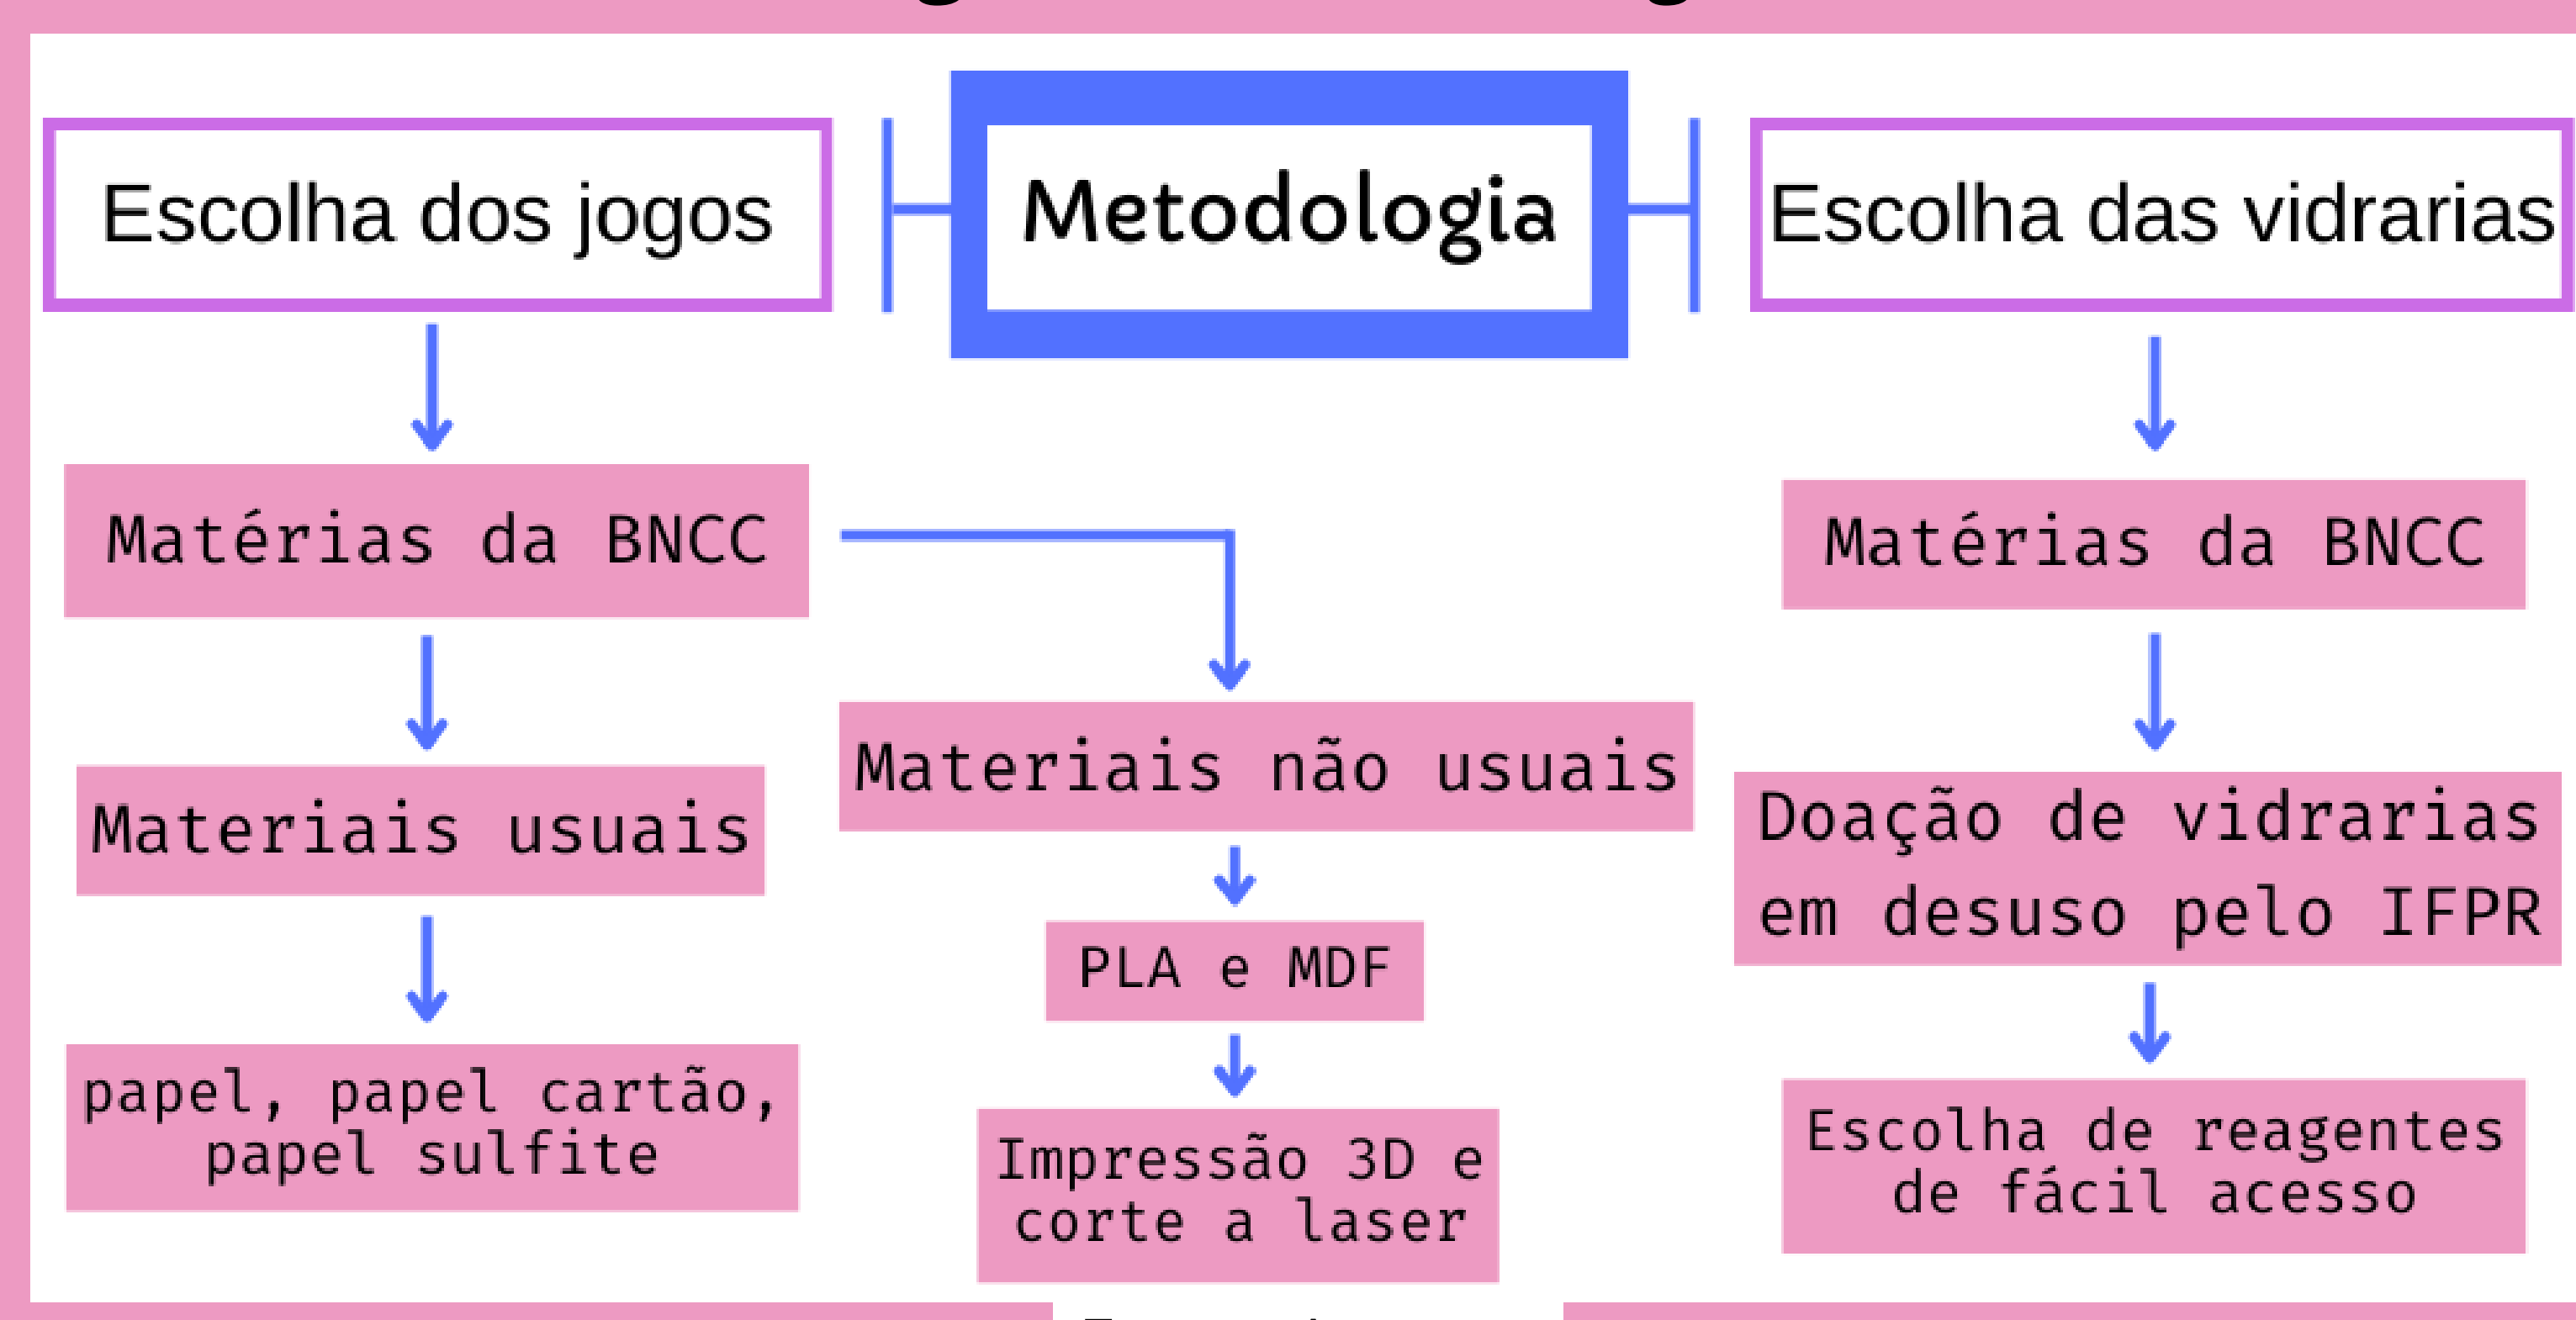 Metodologia
Escolha dos jogos
Matérias da BNCC
Materiais usuais
papel, papel cartão,
papel sulfite
Materiais não usuais
PLA e MDF
Impressão 3D e
corte a laser
Escolha das vidrarias
Matérias da BNCC
Doação de vidrarias
em desuso pelo IFPR
Escolha de reagentes
de fácil acesso